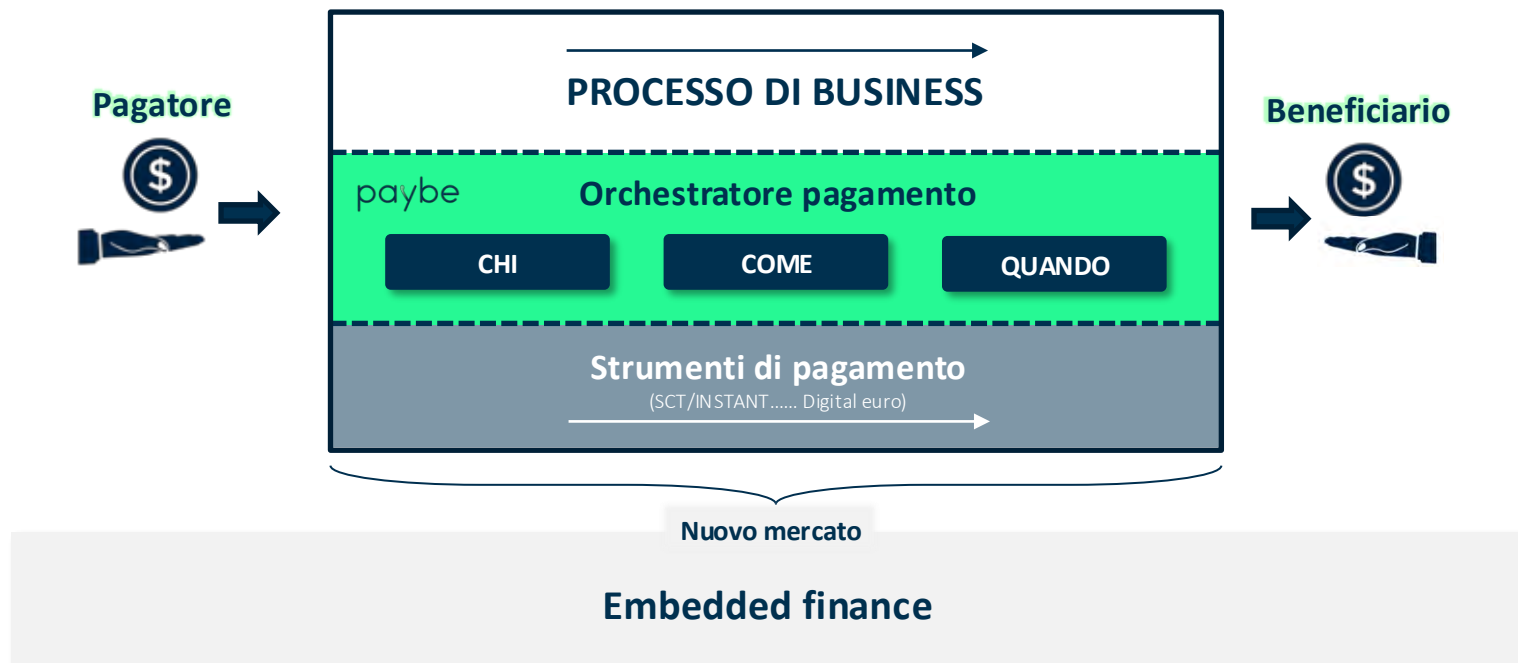 PROCESSO DI BUSINESS
Pagatore
$
Beneficiario
$
paybe
Orchestratore pagamento
CHI
COME
QUANDO
Strumenti di pagamento
(SCT/INSTANT...... Digital euro)
Nuovo mercato
Embedded finance